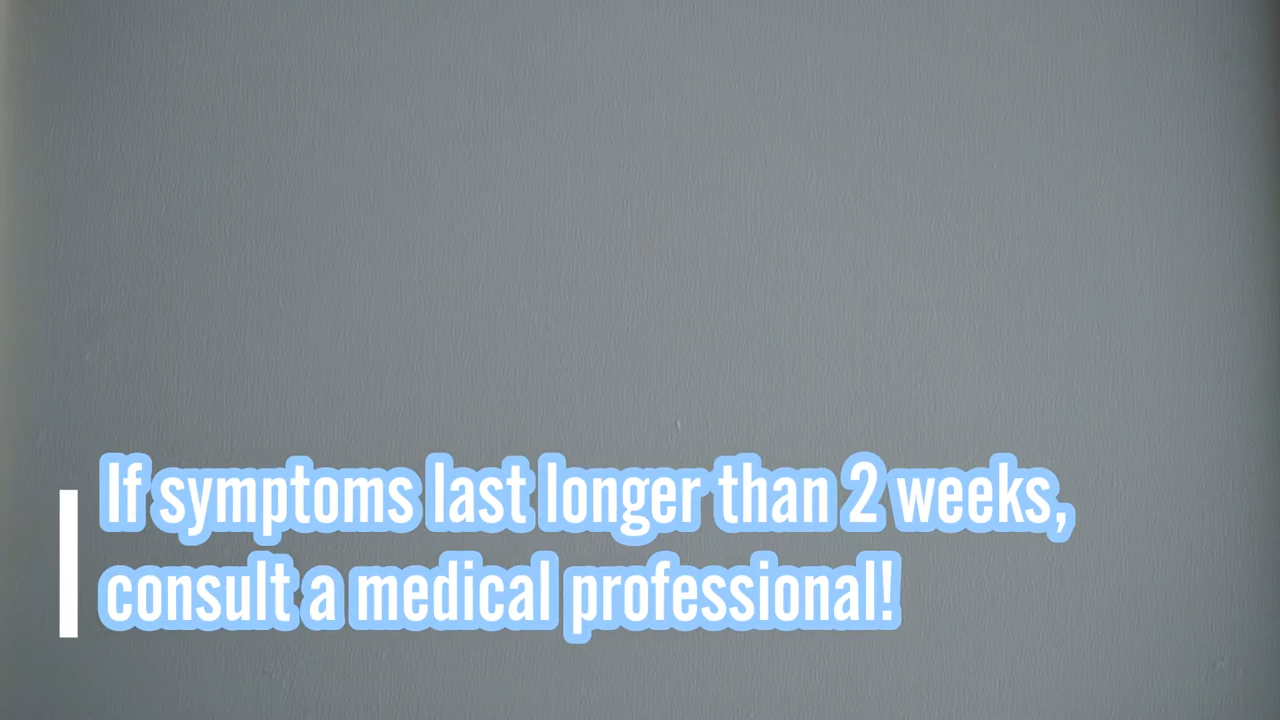 If symptoms last longer than 2 weeks,
consult a medical professional!